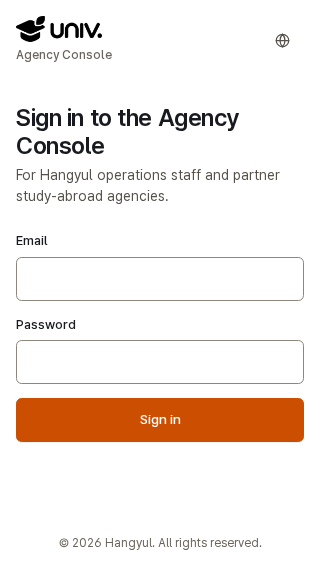 UNIV.
Agency Console
Sign in to the Agency
Console
For Hangyul operations staff and partner
study-abroad agencies.
Email
Password
Sign in
© 2026 Hangyul. All rights reserved.